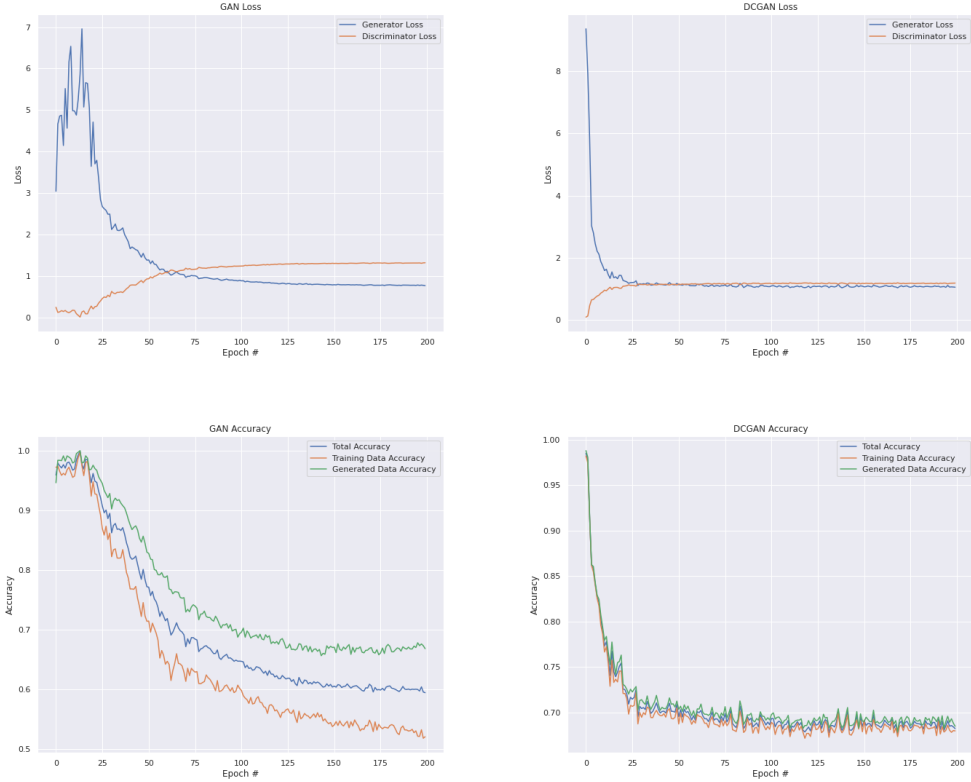 GAN Loss
Generator Loss
Discriminator Loss
7
6
5
4
3
2
1
0
Loss
0 25 50 75 100 125 150 175 200
Epoch #
DCGAN Loss
Generator Loss
Discriminator Loss
8
6
4
2
0
Loss
0 25 50 75 100 125 150 175 200
Epoch #
GAN Accuracy
Total Accuracy
Training Data Accuracy
Generated Data Accuracy
1.0
0.9
0.8
0.7
0.6
0.5
Accuracy
0 25 50 75 100 125 150 175 200
Epoch #
DCGAN Accuracy
Total Accuracy
Training Data Accuracy
Generated Data Accuracy
1.00
0.95
0.90
0.85
0.80
0.75
0.70
Accuracy
0 25 50 75 100 125 150 175 200
Epoch #